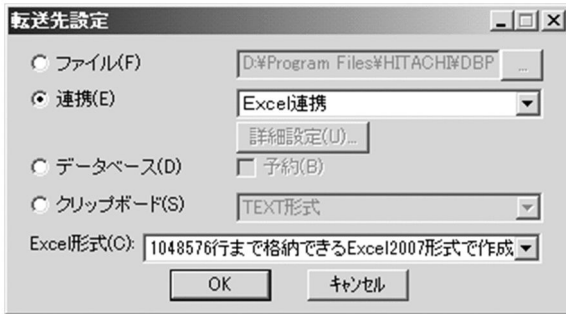 転送先設定
ファイル(F) D:¥Program Files¥HITACHI¥DBP ...
連携(E) Excel連携
詳細設定(U)...
データベース(D) 予約(B)
クリップボード(S) TEXT形式
Excel形式(C): 1048576行まで格納できるExcel2007形式で作成
OK キャンセル